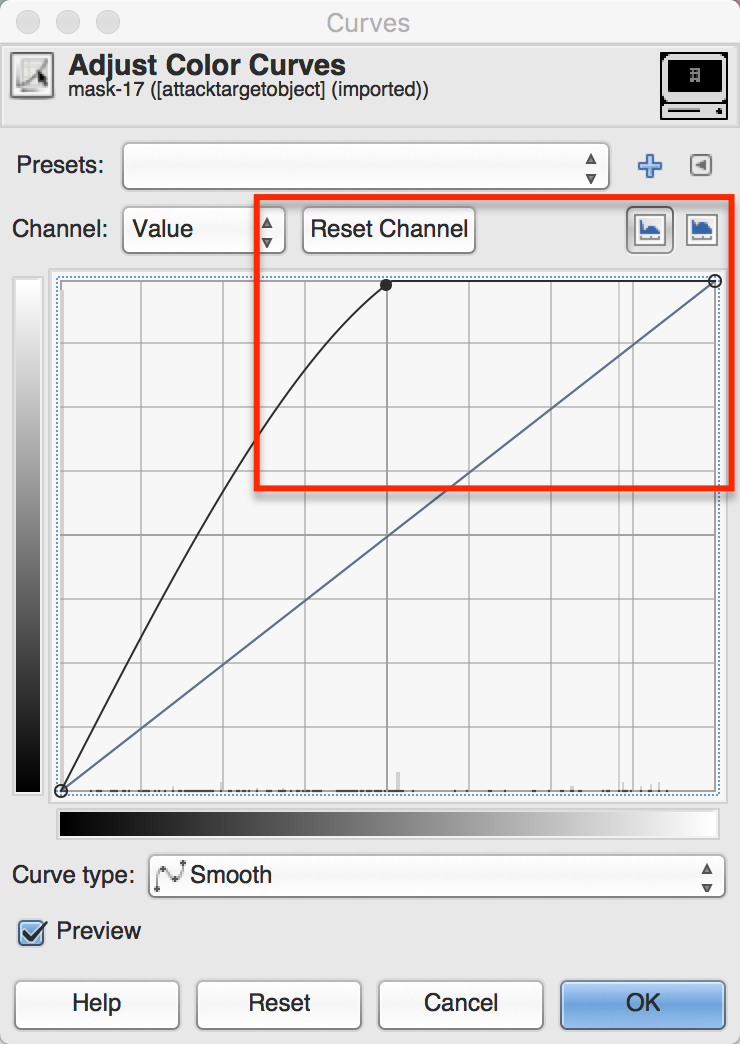 Curves
Adjust Color Curves
mask-17 ([attacktargetobject] (imported))
Presets:
Channel: Value Reset Channel
Curve type: Smooth
Preview
Help Reset Cancel OK